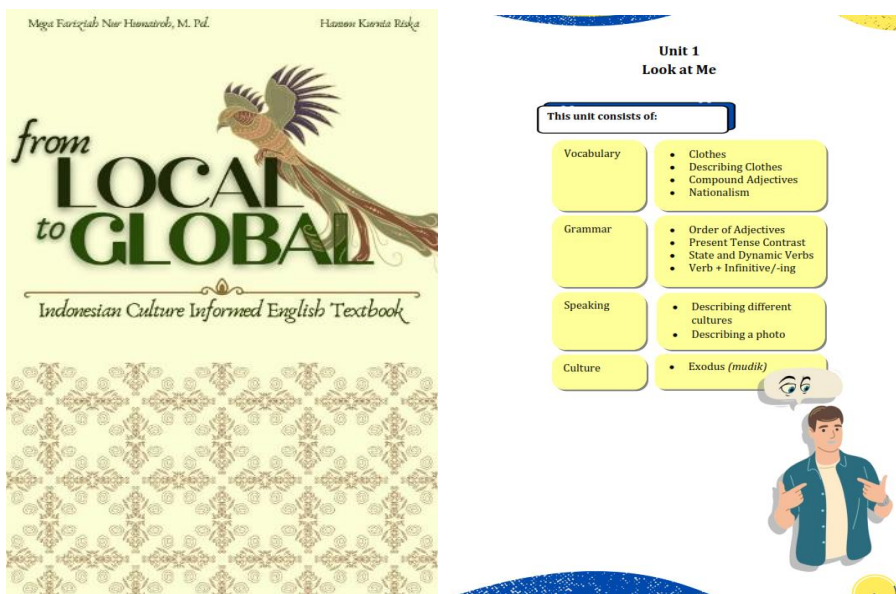 Mega Fariziah Nur Humairoh, M. Pd.
Hanum Kurnia Riska
from
LOCAL
to GLOBAL
Indonesian Culture Informed English Textbook
Unit 1
Look at Me
This unit consists of:
Vocabulary
• Clothes
• Describing Clothes
• Compound Adjectives
• Nationalism
Grammar
• Order of Adjectives
• Present Tense Contrast
• State and Dynamic Verbs
• Verb + Infinitive/-ing
Speaking
• Describing different
cultures
• Describing a photo
Culture
• Exodus (mudik)